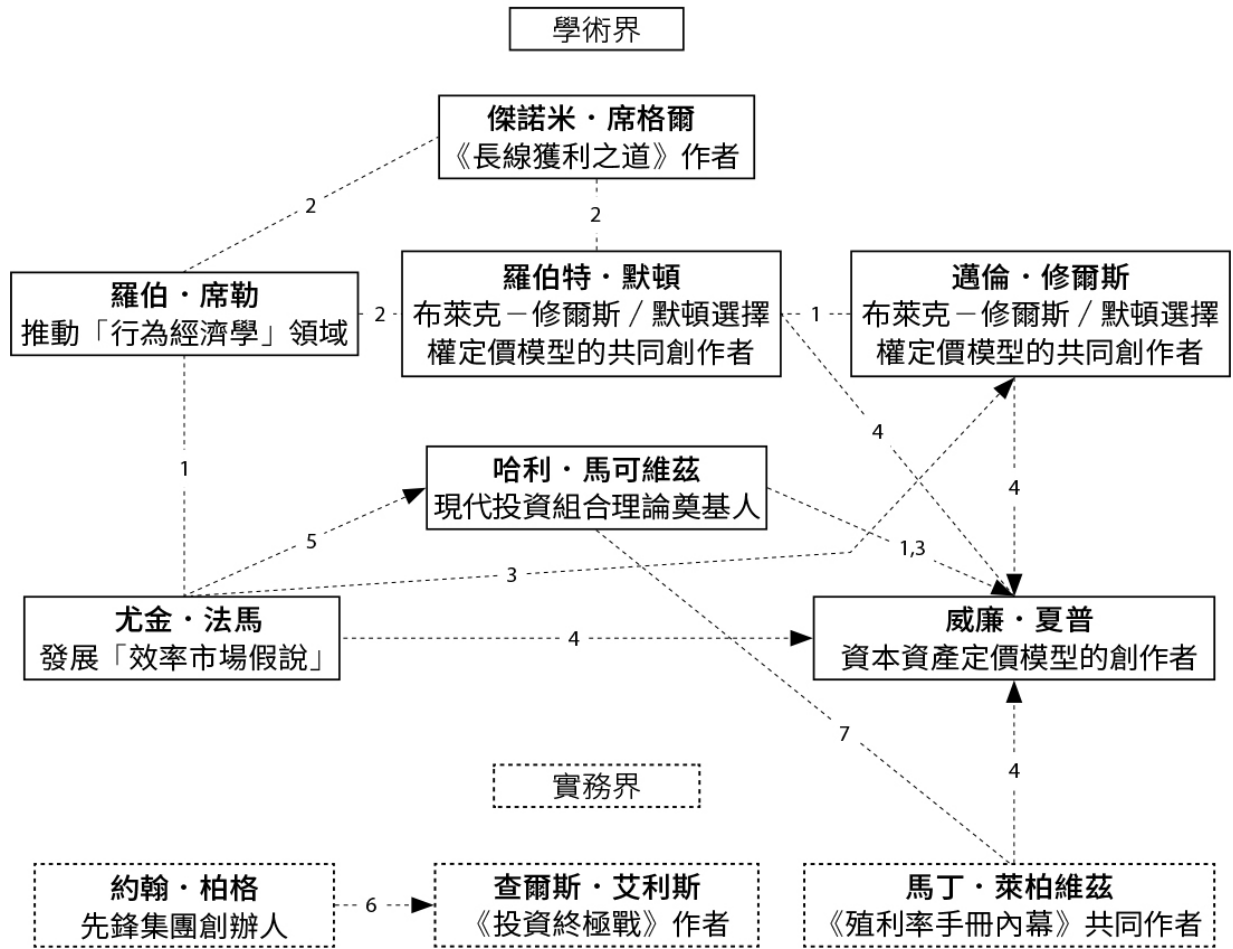 學術界
傑諾米・席格爾
《長線獲利之道》作者
2
2
羅伯・席勒
推動「行為經濟學」領域
2
羅伯特・默頓
布萊克－修爾斯／默頓選擇
權定價模型的共同創作者
1
邁倫・修爾斯
布萊克－修爾斯／默頓選擇
權定價模型的共同創作者
4
1
哈利・馬可維茲
現代投資組合理論奠基人
4
5
1,3
3
尤金・法馬
發展「效率市場假說」
4
威廉・夏普
資本資產定價模型的創作者
7
實務界
4
約翰・柏格
先鋒集團創辦人
6
查爾斯・艾利斯
《投資終極戰》作者
馬丁・萊柏維茲
《殖利率手冊內幕》共同作者